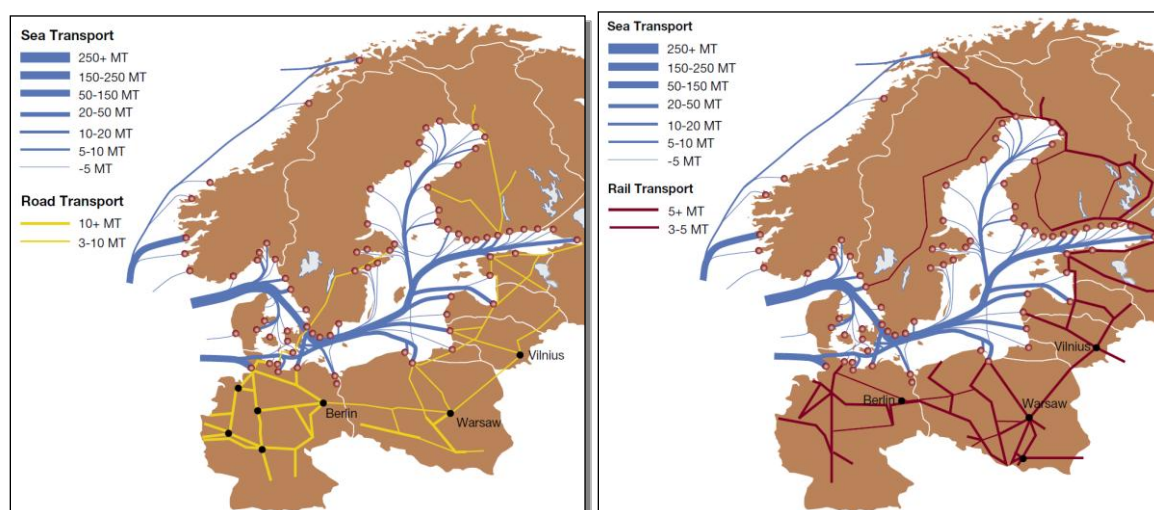 Sea Transport
250+ MT
150-250 MT
50-150 MT
20-50 MT
10-20 MT
5-10 MT
-5 MT
Road Transport
10+ MT
3-10 MT
Vilnius
Berlin
Warsaw
Sea Transport
250+ MT
150-250 MT
50-150 MT
20-50 MT
10-20 MT
5-10 MT
-5 MT
Rail Transport
5+ MT
3-5 MT
Vilnius
Berlin
Warsaw